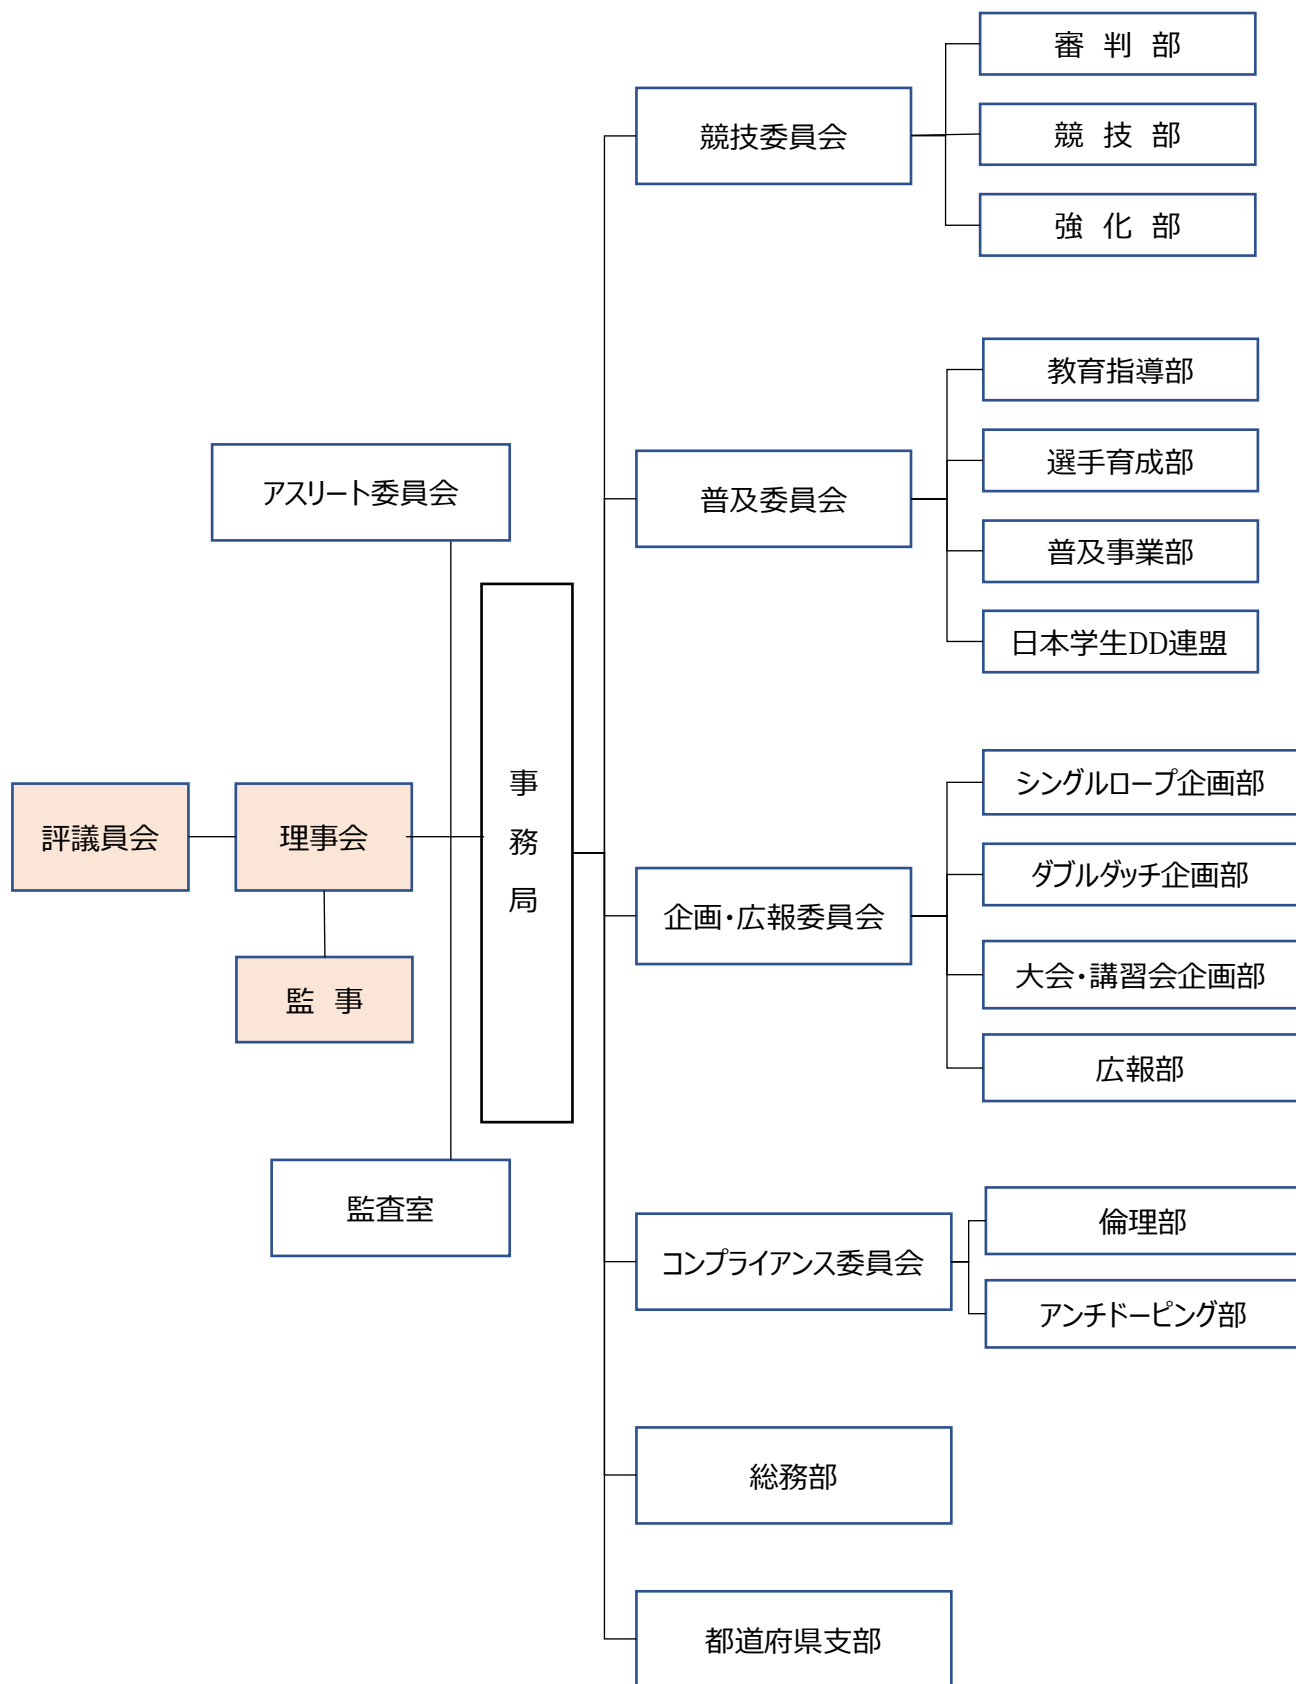 評議員会
理事会
監 事
アスリート委員会
監査室
事
務
局
競技委員会
審 判 部
競 技 部
強 化 部
普及委員会
教育指導部
選手育成部
普及事業部
日本学生DD連盟
企画・広報委員会
シングルロープ企画部
ダブルダッチ企画部
大会・講習会企画部
広報部
コンプライアンス委員会
倫理部
アンチドーピング部
総務部
都道府県支部